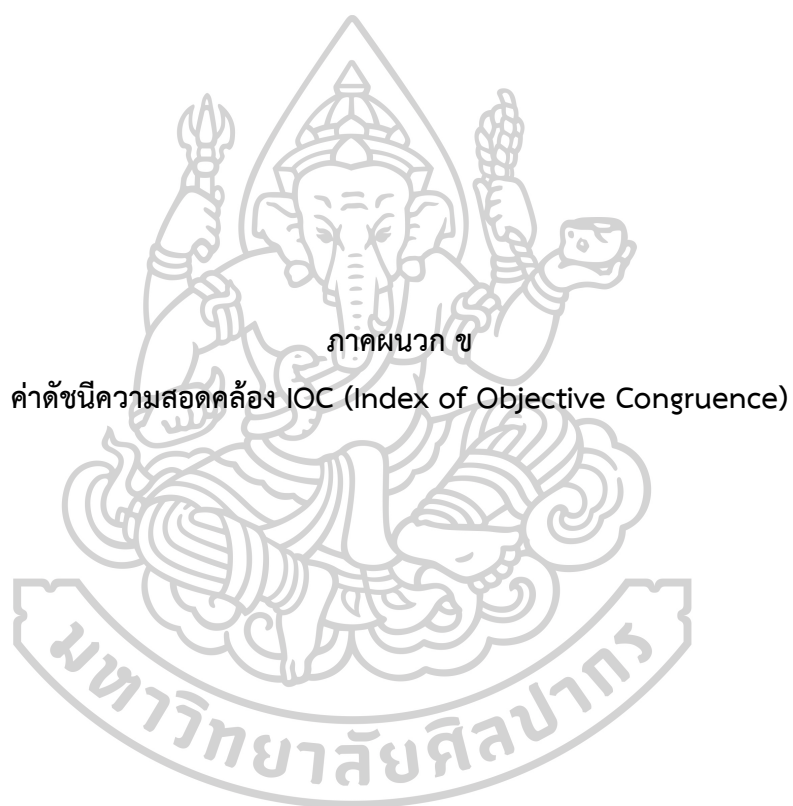 ภาคผนวก ข
ค่าดัชนีความสอดคล้อง IOC (Index of Objective Congruence)
มหาวิทยาลัยศิลปากร